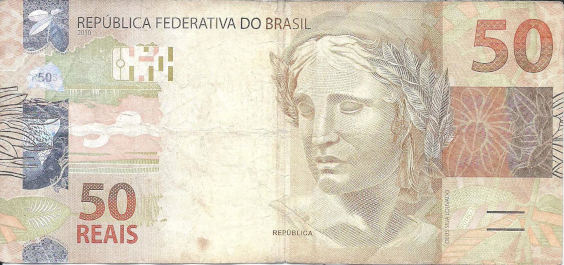 REPÚBLICA FEDERATIVA DO BRASIL
2010
50
50
REAIS
REPÚBLICA
50